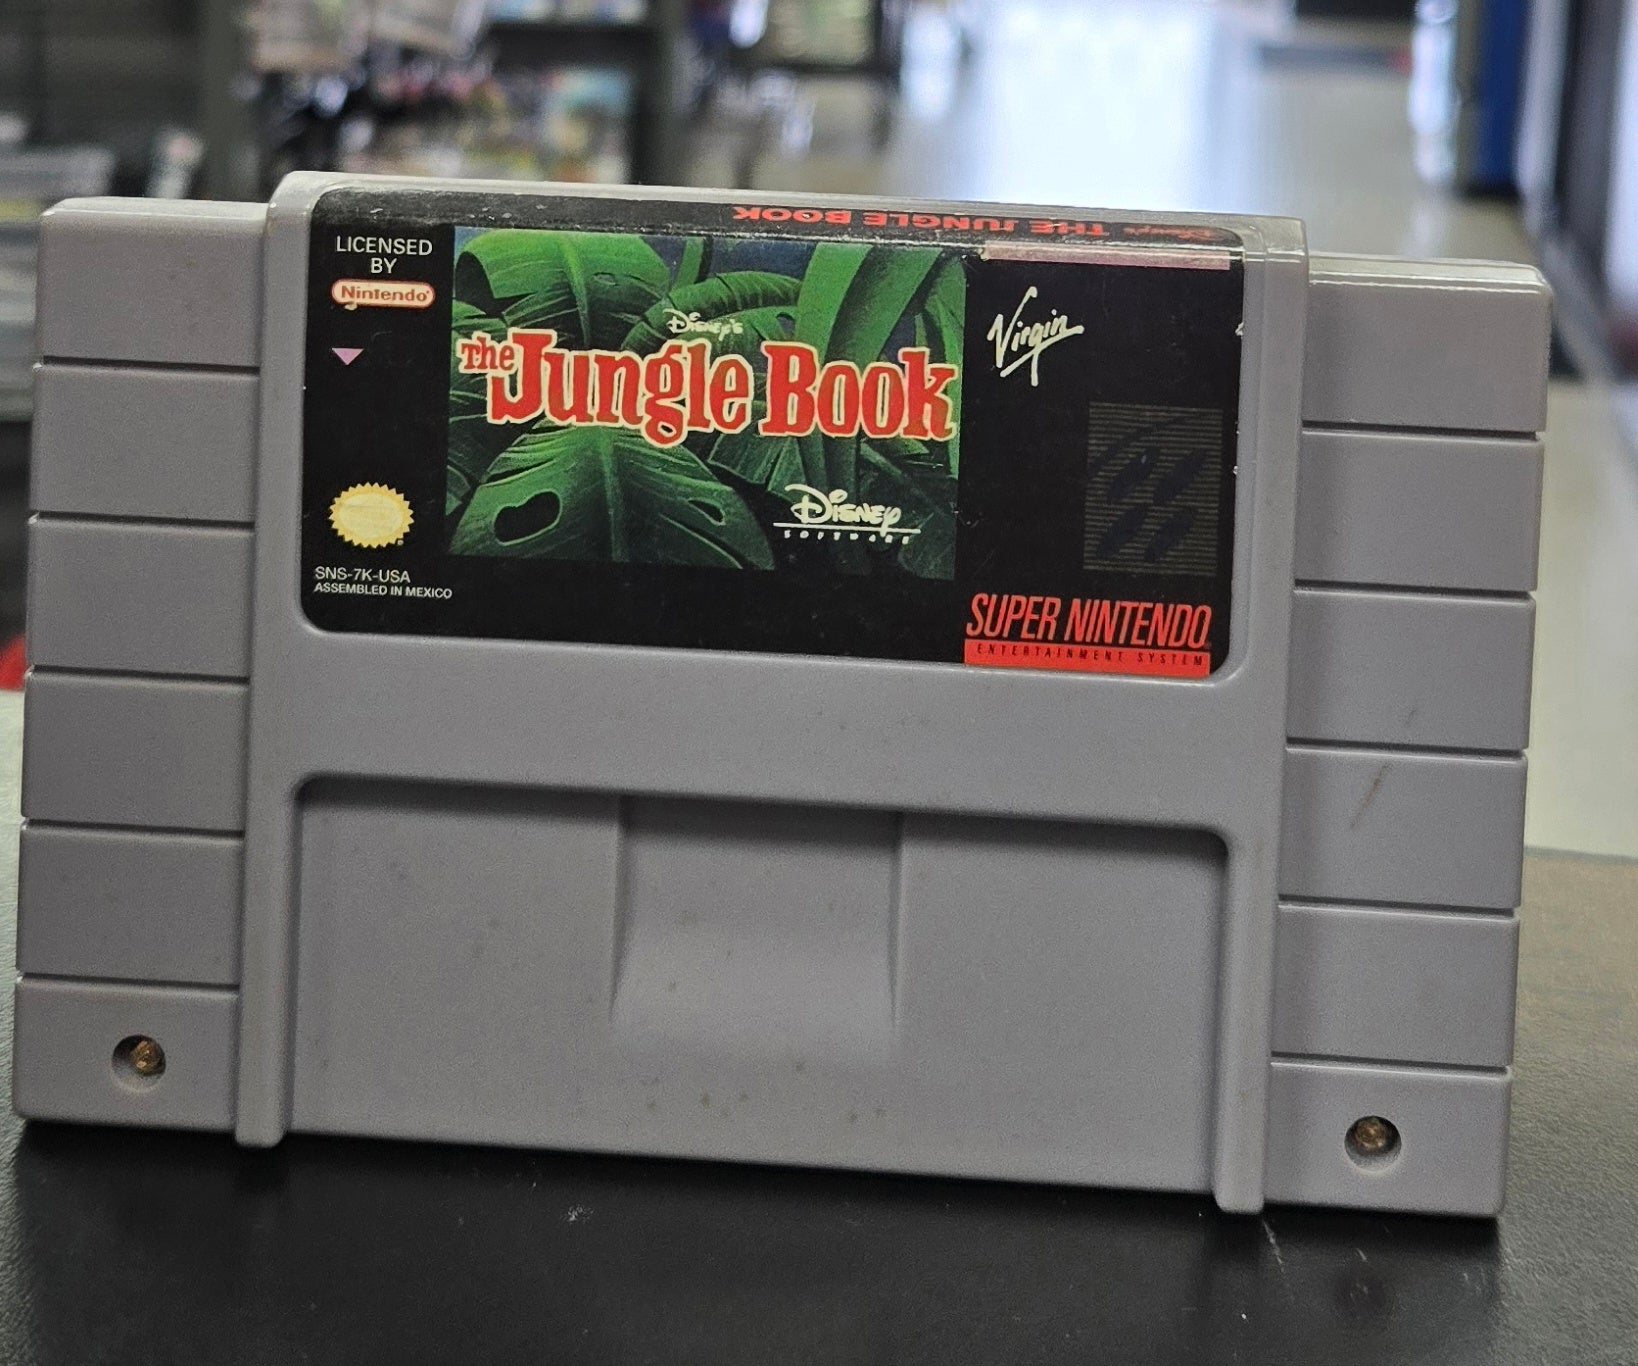 Disney's THE JUNGLE BOOK
LICENSED
BY
Nintendo
DISNEY'S
The Jungle Book
Disney
SOFTWARE
SNS-7K-USA
ASSEMBLED IN MEXICO
Virgin
SUPER NINTENDO
ENTERTAINMENT SYSTEM